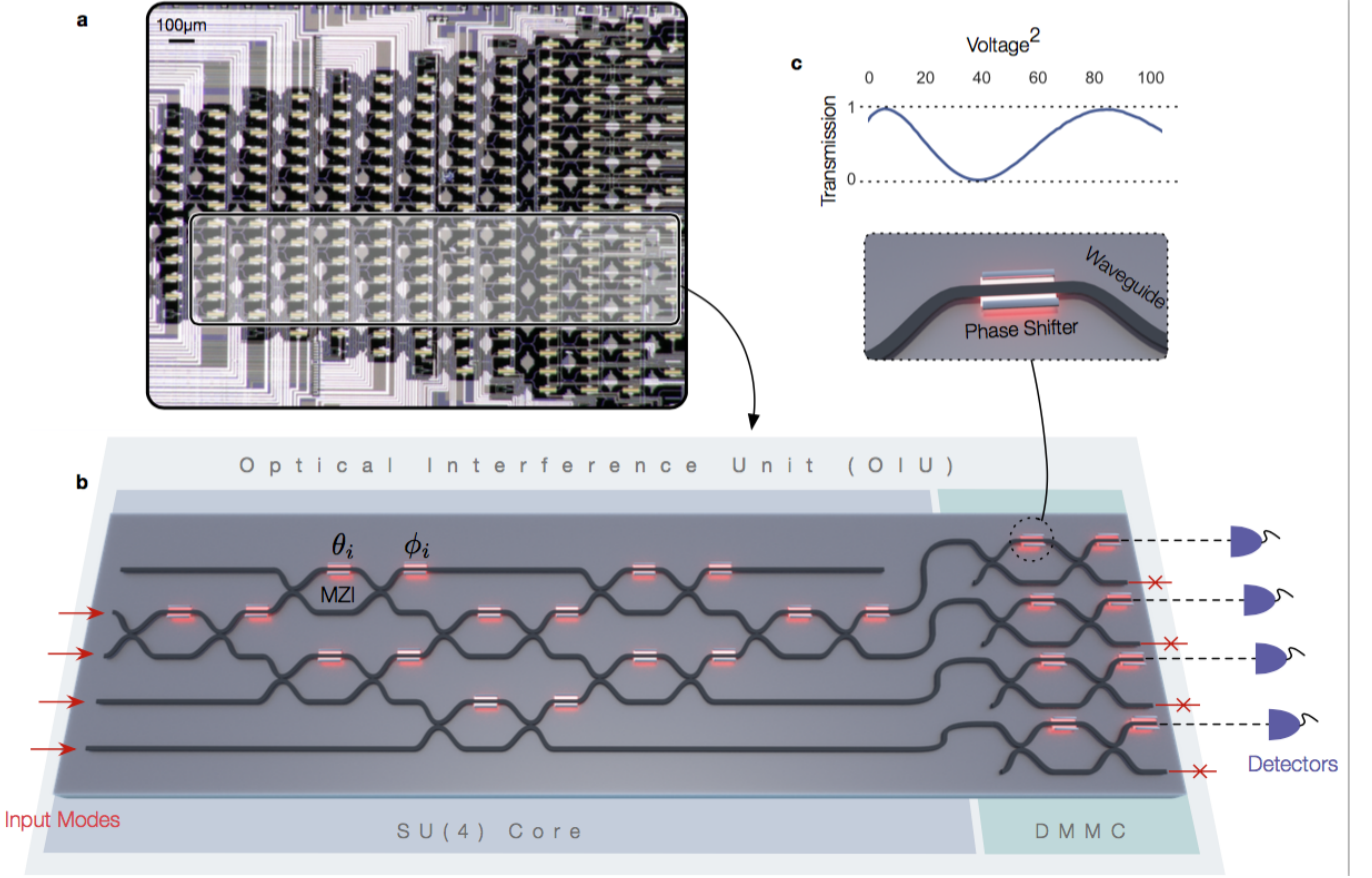 a
100μm
c
Voltage2
0 20 40 60 80 100
Transmission
1
0
Waveguide
Phase Shifter
b
Optical Interference Unit (OIU)
θi ϕi
MZI
Input Modes
Detectors
SU(4) Core
DMMC